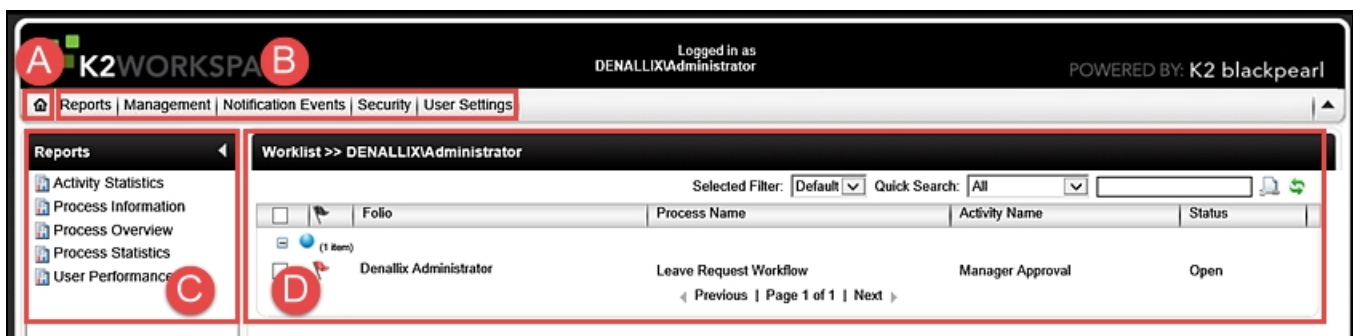 A
K2WORKSPA
B
Logged in as
DENALLIX\Administrator
POWERED BY: K2 blackpearl
Reports | Management | Notification Events | Security | User Settings
Reports
Activity Statistics
Process Information
Process Overview
Process Statistics
User Performance
C
Worklist >> DENALLIX\Administrator
Selected Filter: Default Quick Search: All
Folio Process Name Activity Name Status
(1 item)
Denallix Administrator Leave Request Workflow Manager Approval Open
D
Previous | Page 1 of 1 | Next